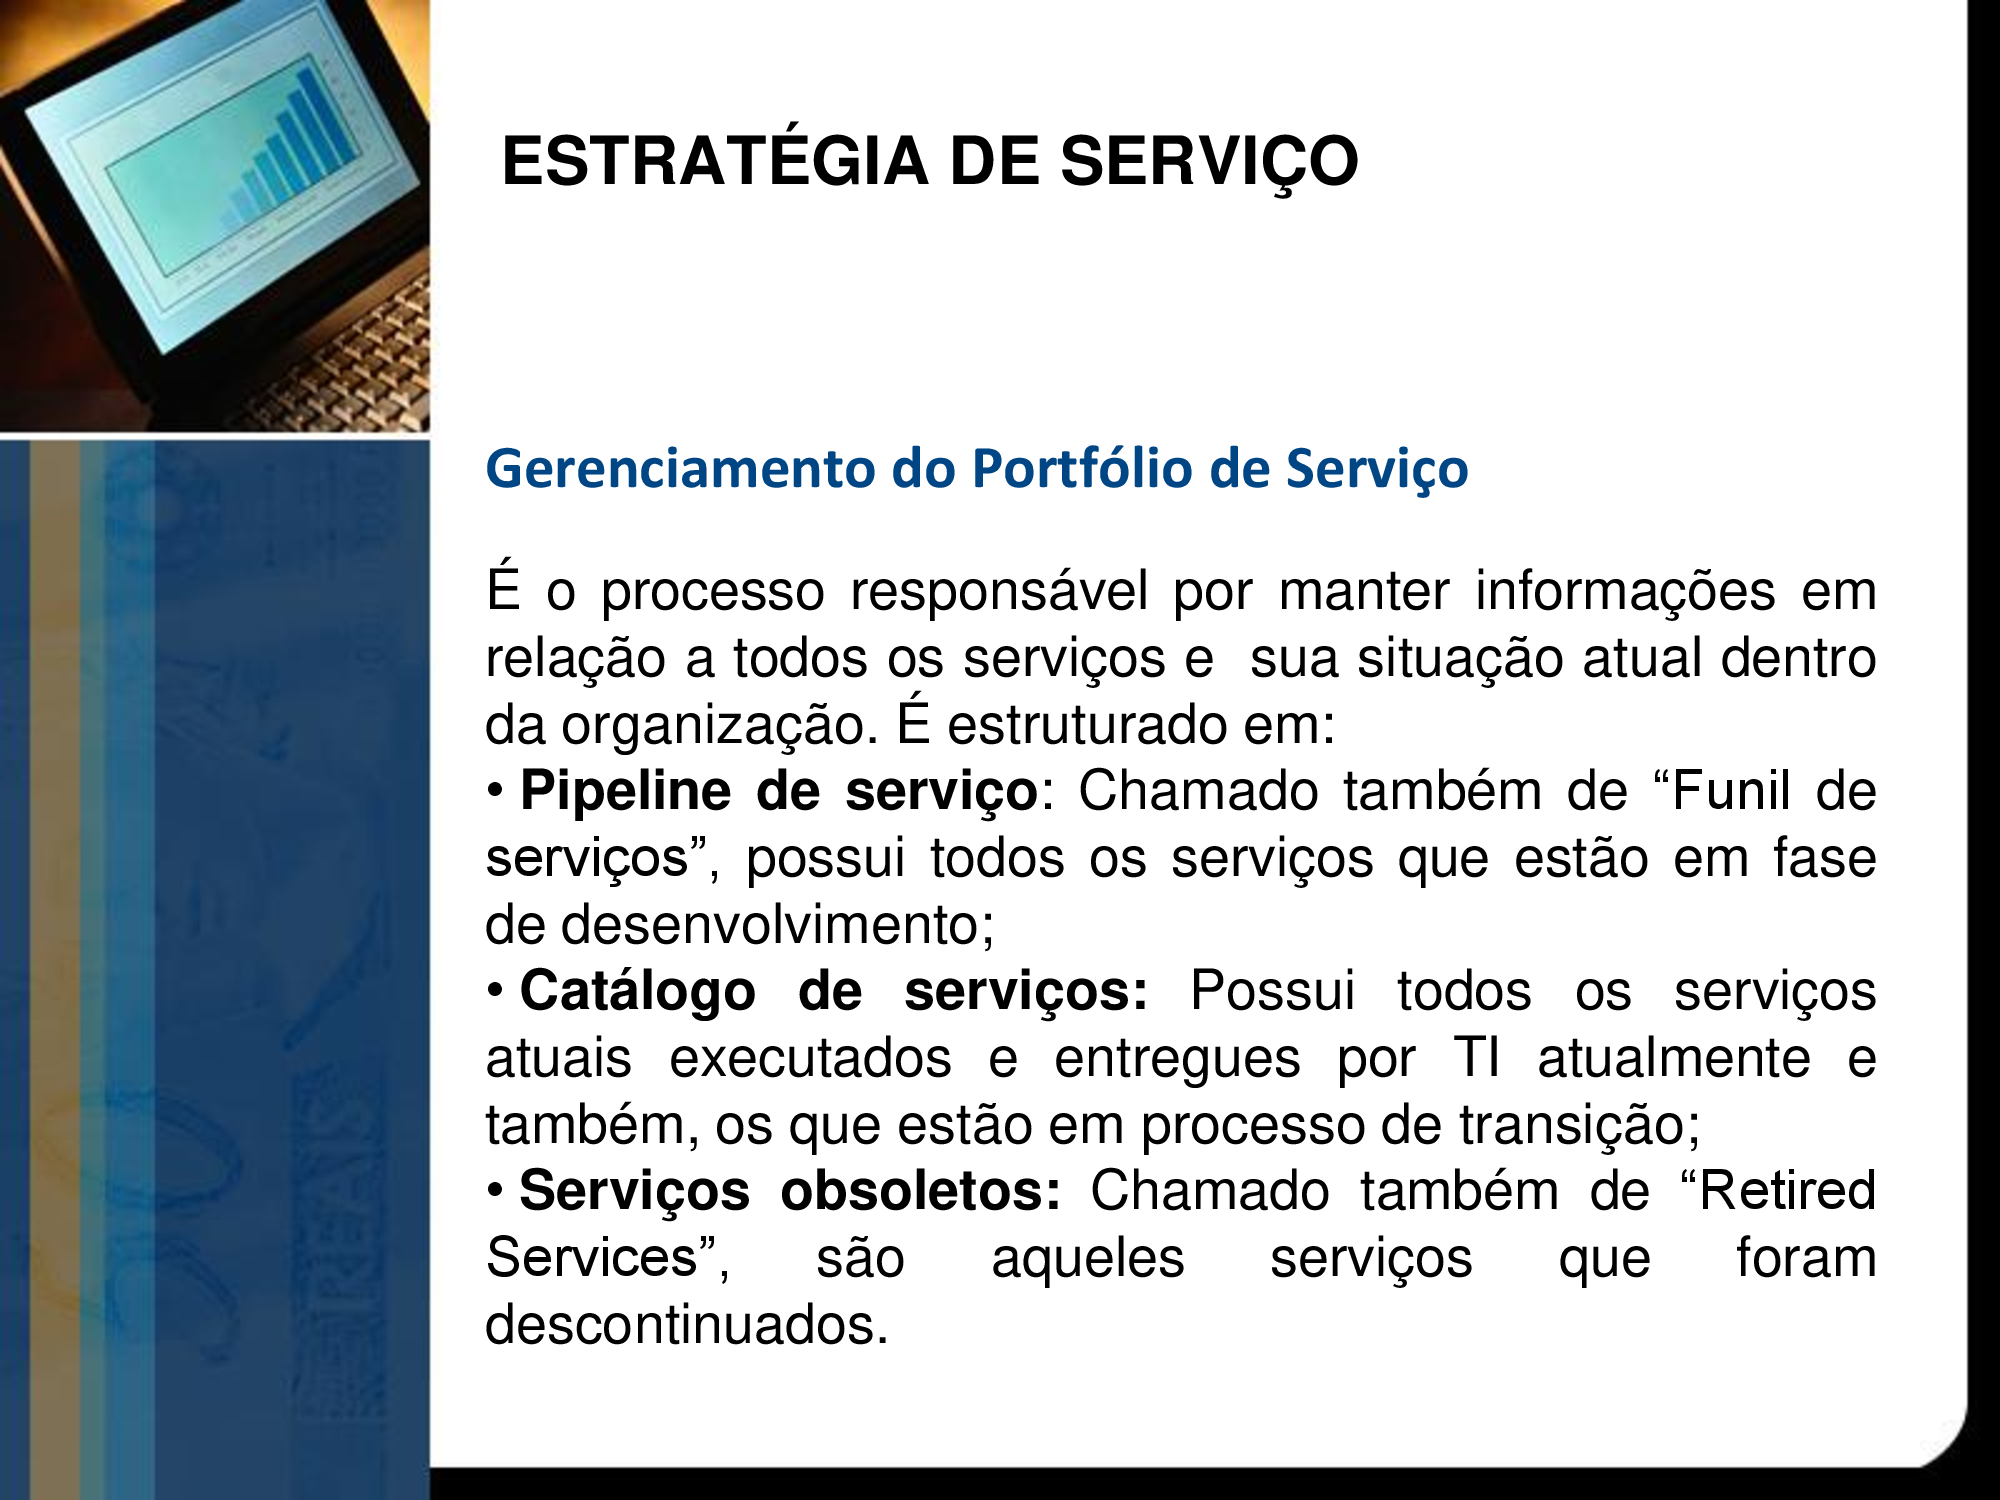 ESTRATÉGIA DE SERVIÇO
Gerenciamento do Portfólio de Serviço
É o processo responsável por manter informações em
relação a todos os serviços e  sua situação atual dentro
da organização. É estruturado em:
• Pipeline de serviço: Chamado também de “Funil de
serviços”, possui todos os serviços que estão em fase
de desenvolvimento;
• Catálogo de serviços: Possui todos os serviços
atuais executados e entregues por TI atualmente e
também, os que estão em processo de transição;
• Serviços obsoletos: Chamado também de “Retired
Services”, são aqueles serviços que foram
descontinuados.
REAIS